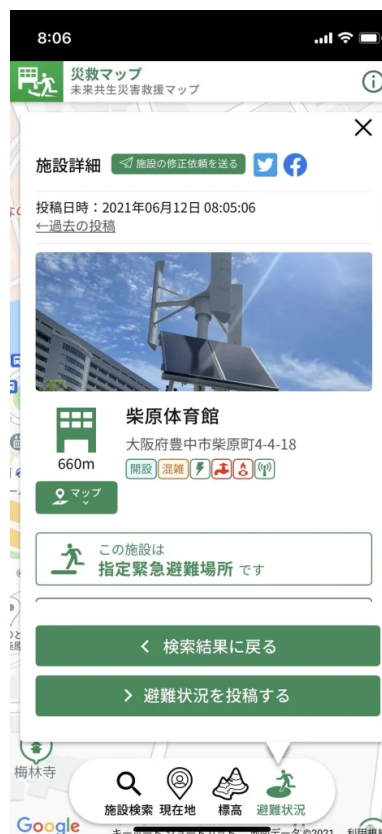 8:06
災救マップ
未来共生災害救援マップ
施設詳細
施設の修正依頼を送る
投稿日時：2021年06月12日 08:05:06
←過去の投稿
柴原体育館
大阪府豊中市柴原町4-4-18
開設 混雑
660m
マップ
この施設は
指定緊急避難場所 です
検索結果に戻る
避難状況を投稿する
梅林寺
施設検索 現在地 標高 避難状況
Google
©2021 利用規